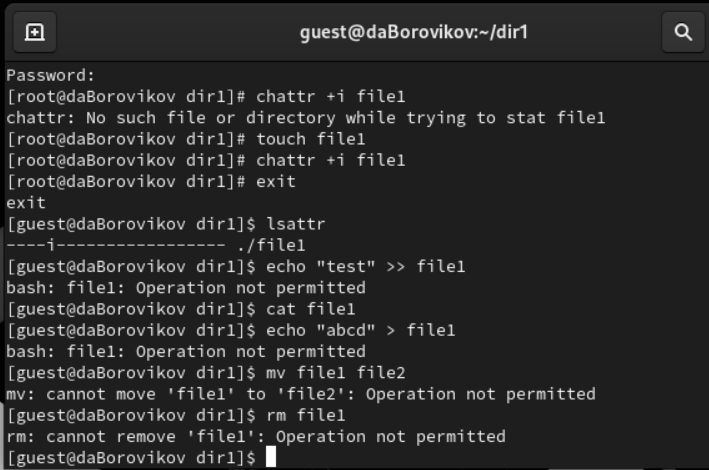 guest@daBorovikov:~/dir1
Password:
[root@daBorovikov dir1]# chattr +i file1
chattr: No such file or directory while trying to stat file1
[root@daBorovikov dir1]# touch file1
[root@daBorovikov dir1]# chattr +i file1
[root@daBorovikov dir1]# exit
exit
[guest@daBorovikov dir1]$ lsattr
----i----------------- ./file1
[guest@daBorovikov dir1]$ echo "test" >> file1
bash: file1: Operation not permitted
[guest@daBorovikov dir1]$ cat file1
[guest@daBorovikov dir1]$ echo "abcd" > file1
bash: file1: Operation not permitted
[guest@daBorovikov dir1]$ mv file1 file2
mv: cannot move 'file1' to 'file2': Operation not permitted
[guest@daBorovikov dir1]$ rm file1
rm: cannot remove 'file1': Operation not permitted
[guest@daBorovikov dir1]$